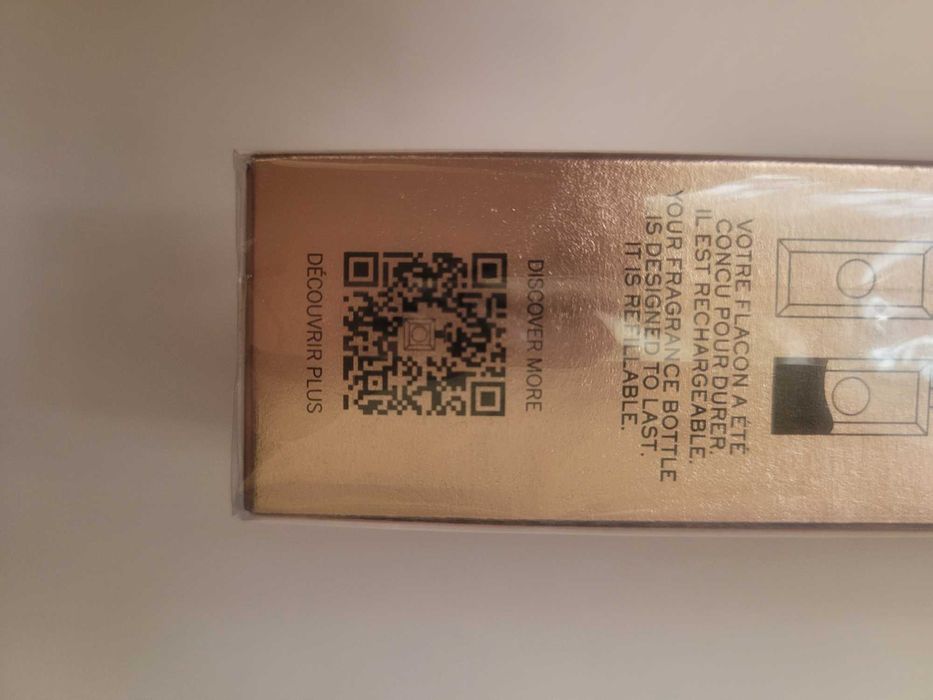 VOTRE FLACON A ÉTÉ
CONCU POUR DURER.
IL EST RECHARGEABLE.
YOUR FRAGRANCE BOTTLE
IS DESIGNED TO LAST.
IT IS REFILLABLE.
DISCOVER MORE
DÉCOUVRIR PLUS